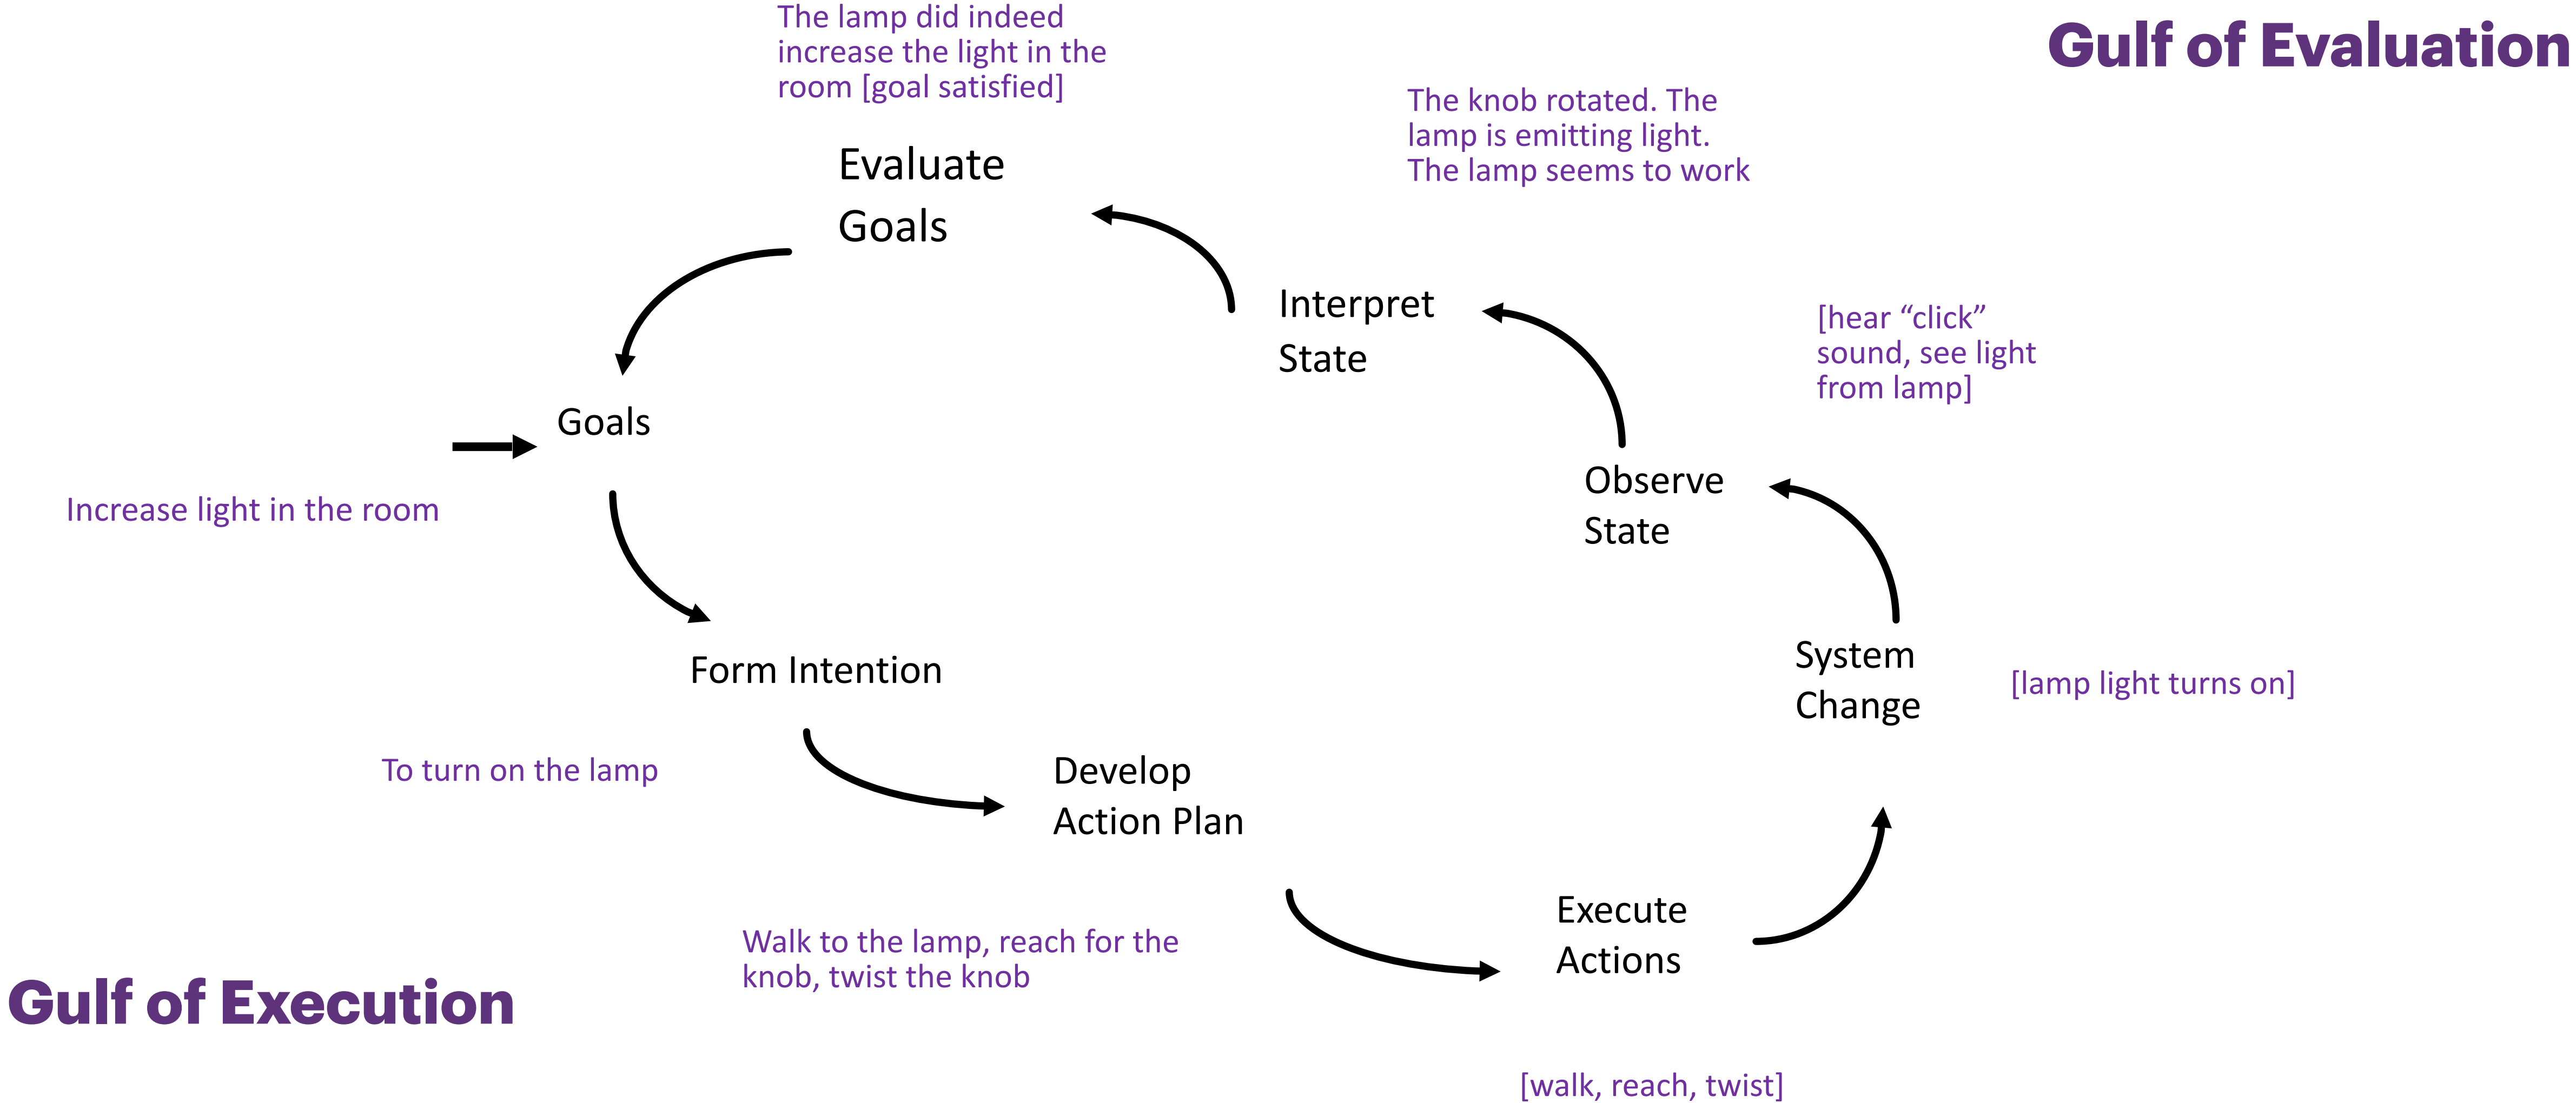 The lamp did indeed
increase the light in the
room [goal satisfied]
Gulf of Evaluation
The knob rotated. The
lamp is emitting light.
The lamp seems to work
Evaluate
Goals
Interpret
State
[hear “click”
sound, see light
from lamp]
Goals
Increase light in the room
Observe
State
Form Intention
System
Change
[lamp light turns on]
To turn on the lamp
Develop
Action Plan
Execute
Actions
Walk to the lamp, reach for the
knob, twist the knob
Gulf of Execution
[walk, reach, twist]